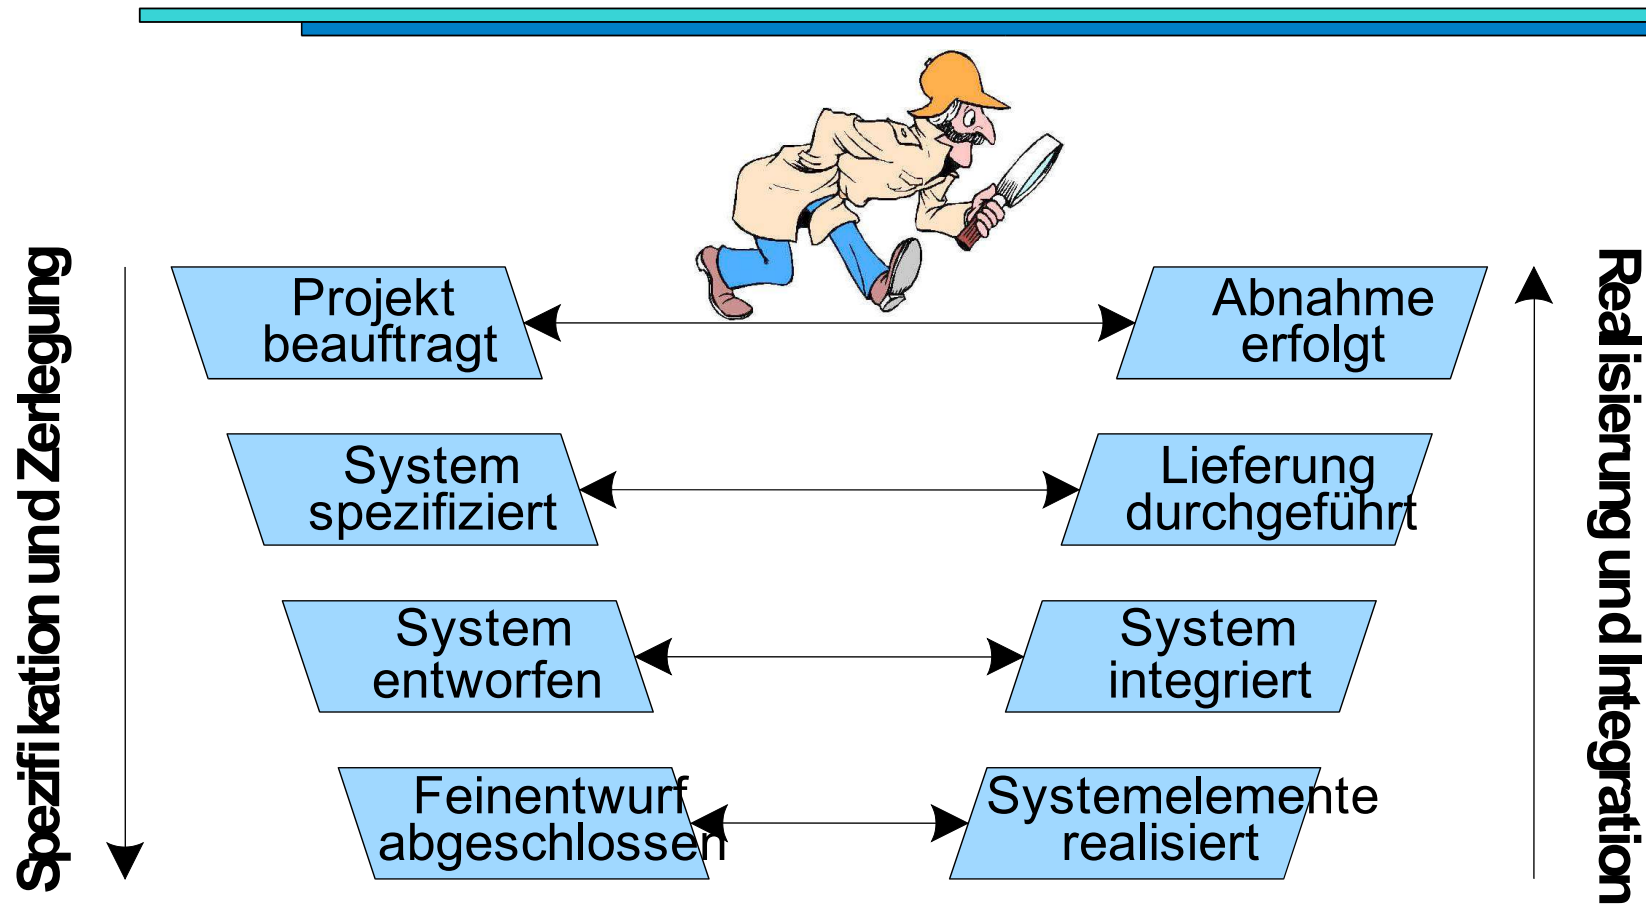 Spezifikation und Zerlegung
Projekt
beauftragt
Abnahme
erfolgt
System
spezifiziert
Lieferung
durchgeführt
System
entworfen
System
integriert
Feinentwurf
abgeschlossen
Systemelemente
realisiert
Realisierung und Integration